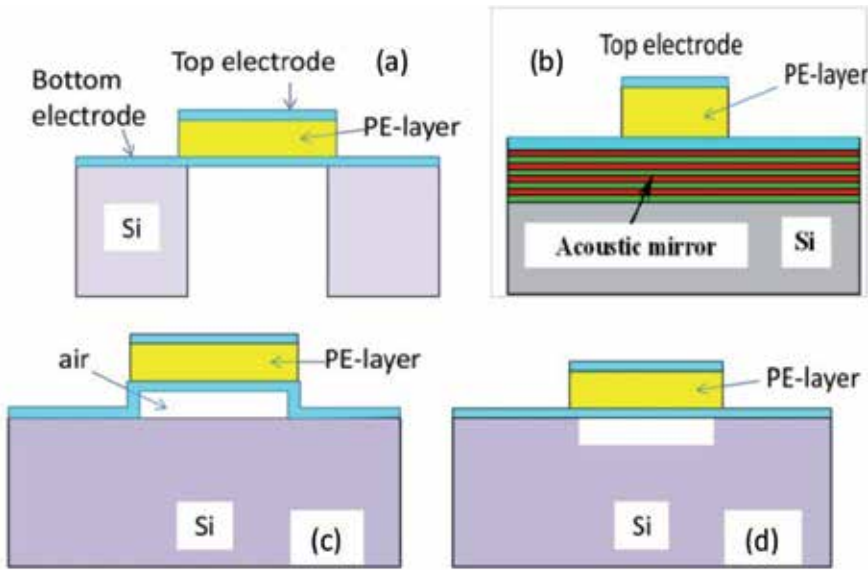 Top electrode
(a)
Bottom
electrode
PE-layer
Si
(b)
Top electrode
PE-layer
Acoustic mirror
Si
air
PE-layer
Si
(c)
PE-layer
Si
(d)